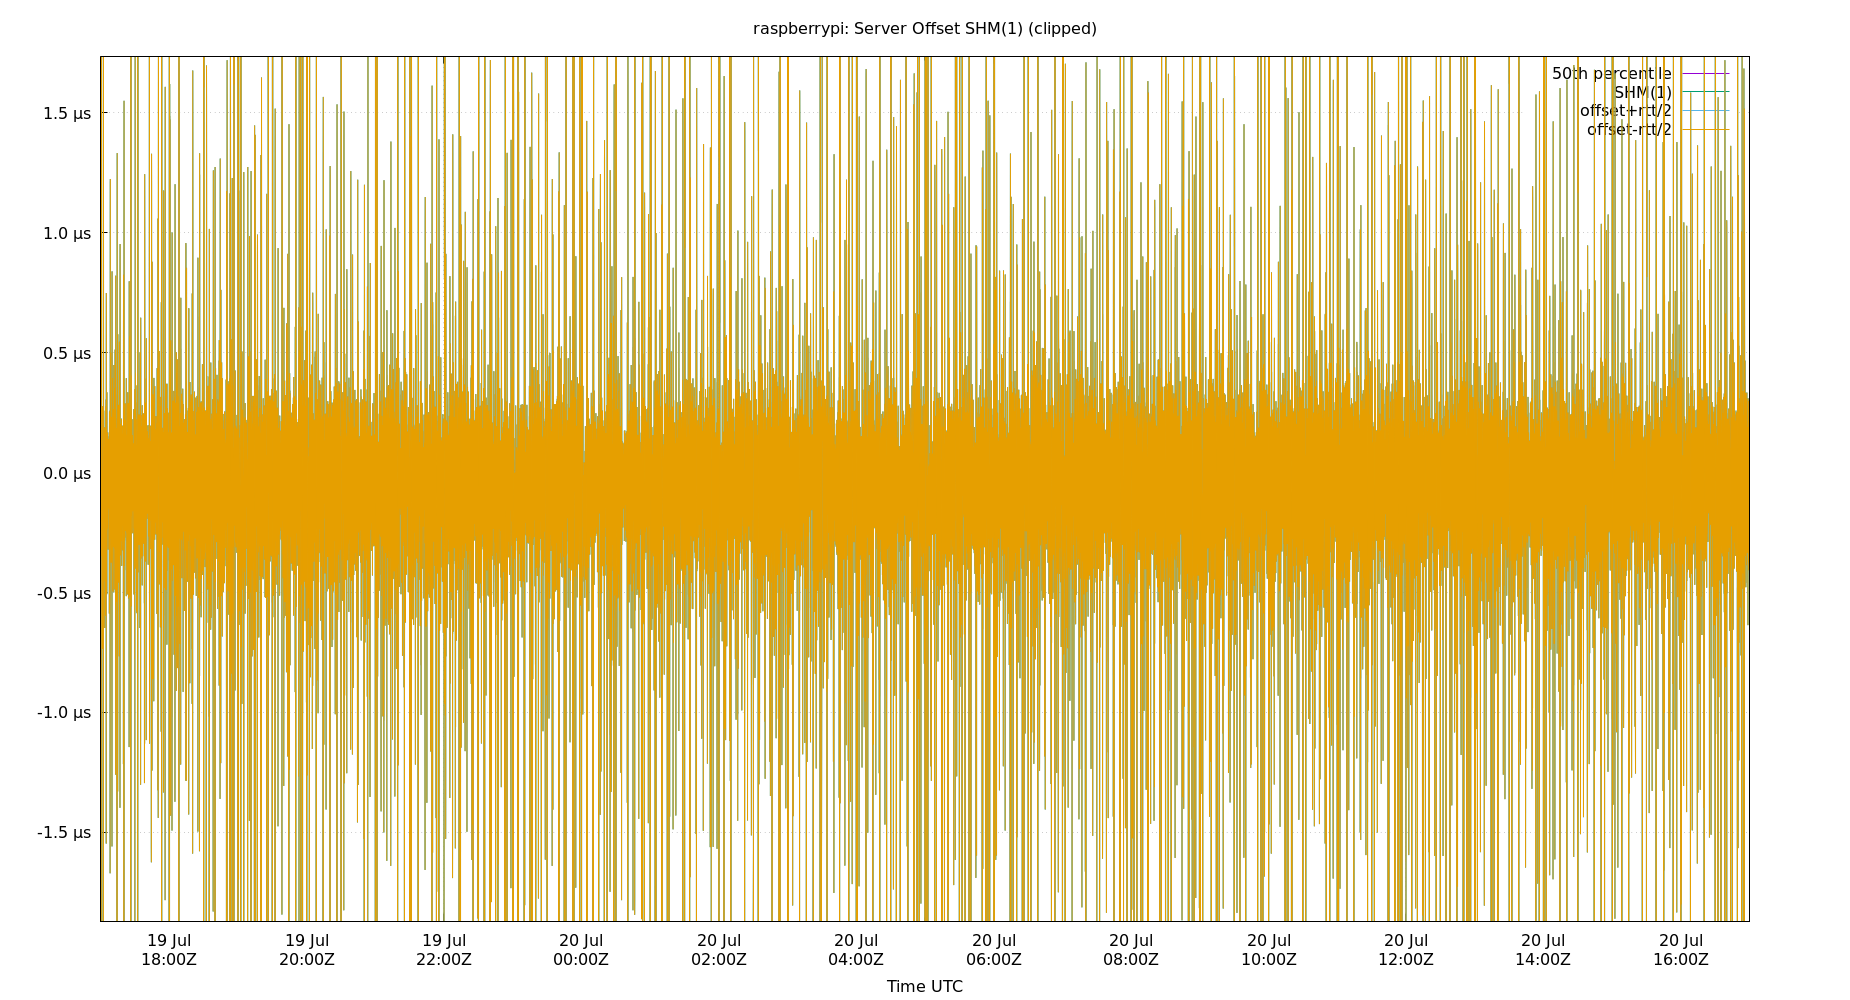 raspberrypi: Server Offset SHM(1) (clipped)
50th percentile
SHM(1)
offset+rtt/2
offset-rtt/2
1.5 µs
1.0 µs
0.5 µs
0.0 µs
-0.5 µs
-1.0 µs
-1.5 µs
19 Jul 19 Jul 19 Jul 20 Jul 20 Jul 20 Jul 20 Jul 20 Jul 20 Jul 20 Jul 20 Jul 20 Jul
18:00Z 20:00Z 22:00Z 00:00Z 02:00Z 04:00Z 06:00Z 08:00Z 10:00Z 12:00Z 14:00Z 16:00Z
Time UTC